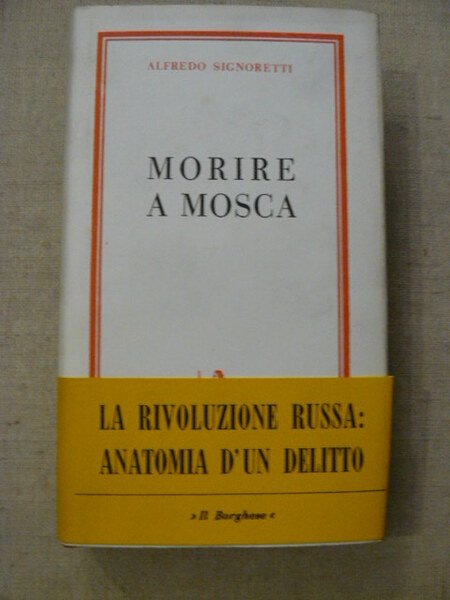 ALFREDO SIGNORETTI
MORIRE
A MOSCA
LA RIVOLUZIONE RUSSA:
ANATOMIA D'UN DELITTO
» Il Borghese «